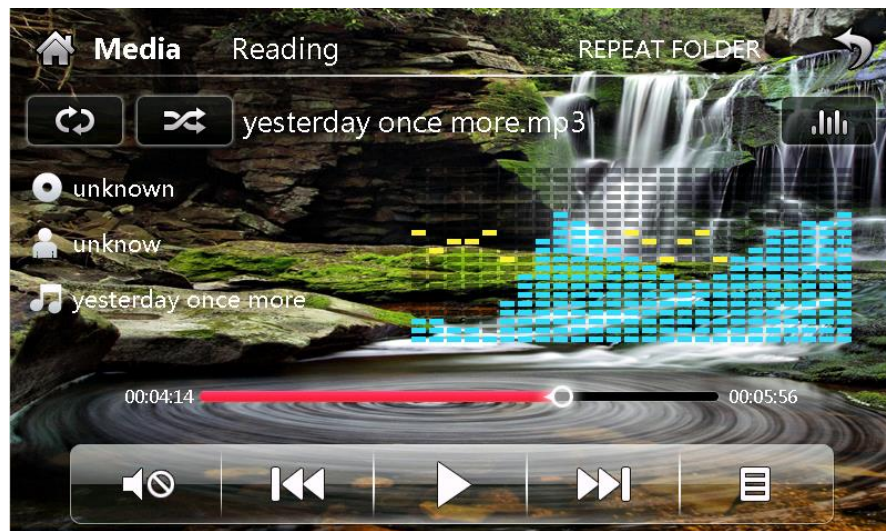 Media Reading REPEAT FOLDER
yesterday once more.mp3
unknown
unknow
yesterday once more
00:04:14 00:05:56